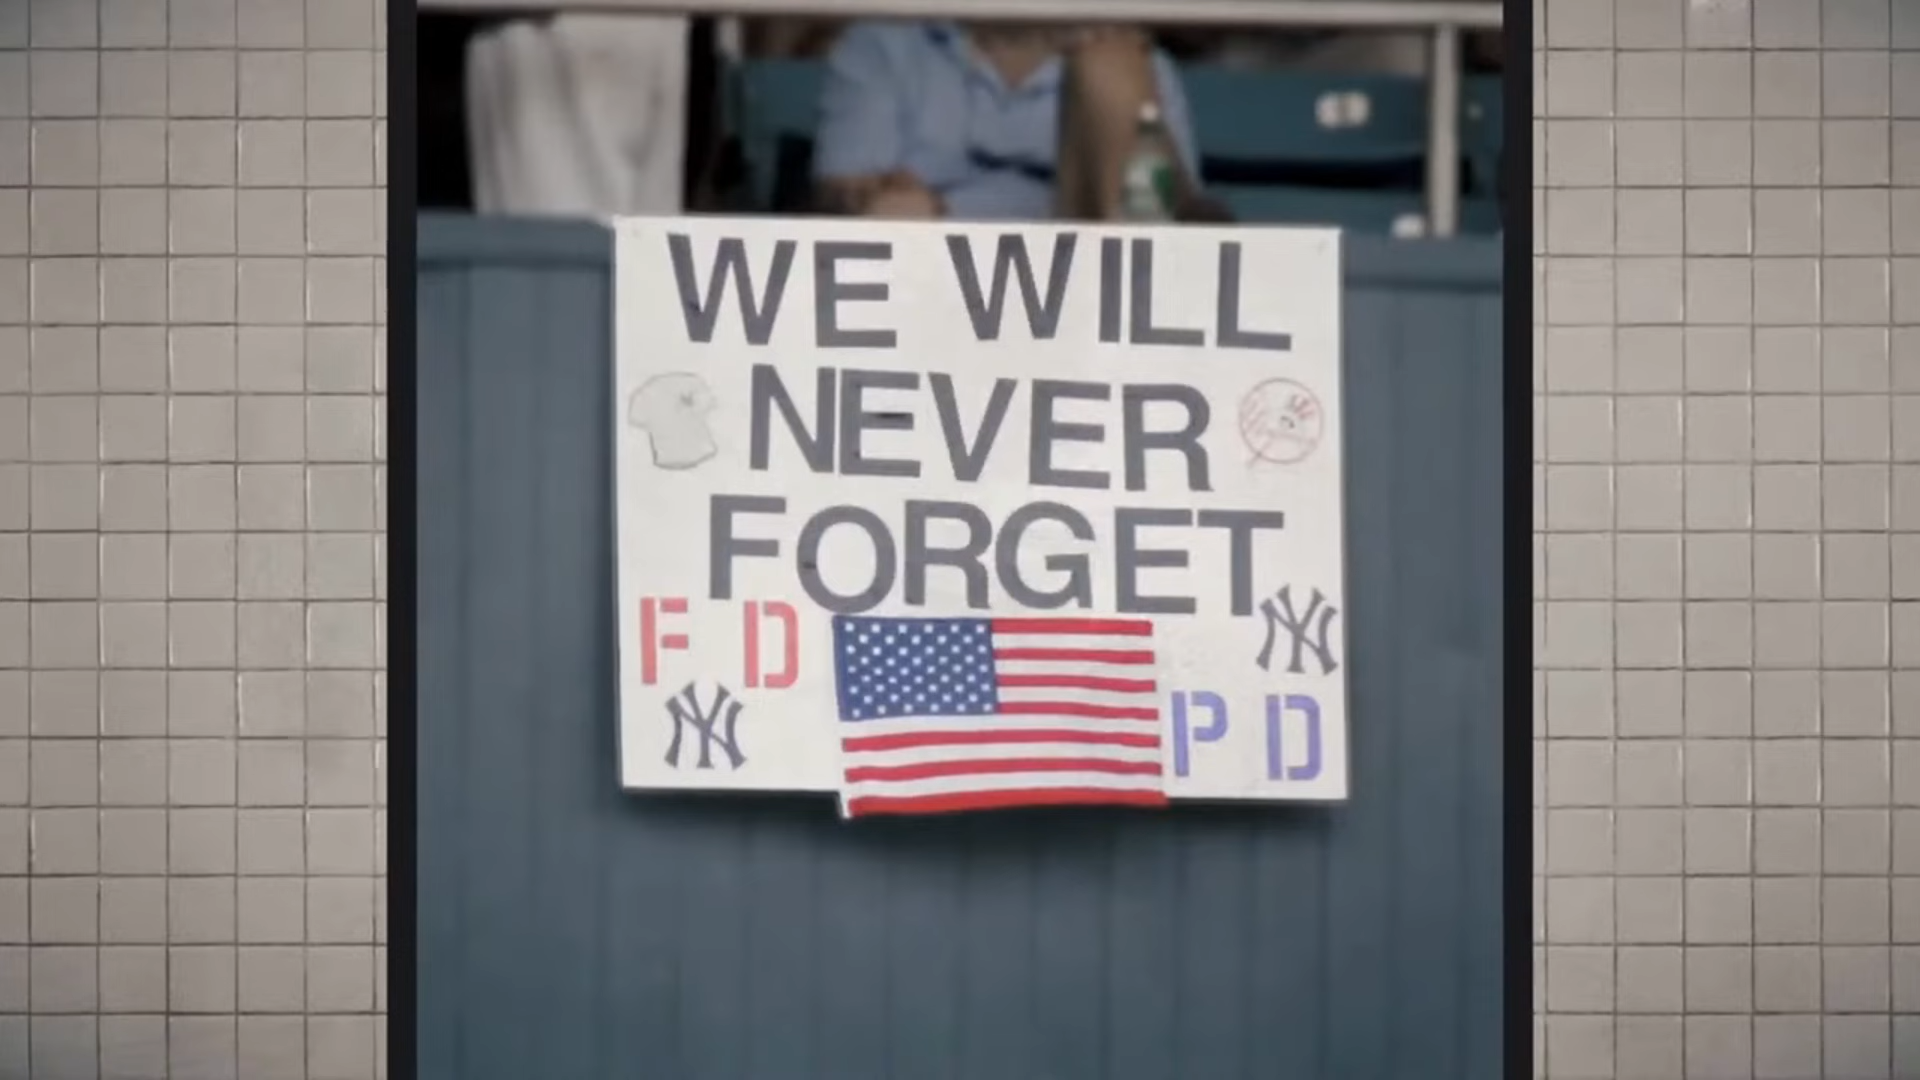 WE WILL
NEVER
FORGET
F D
NY
NY
P D